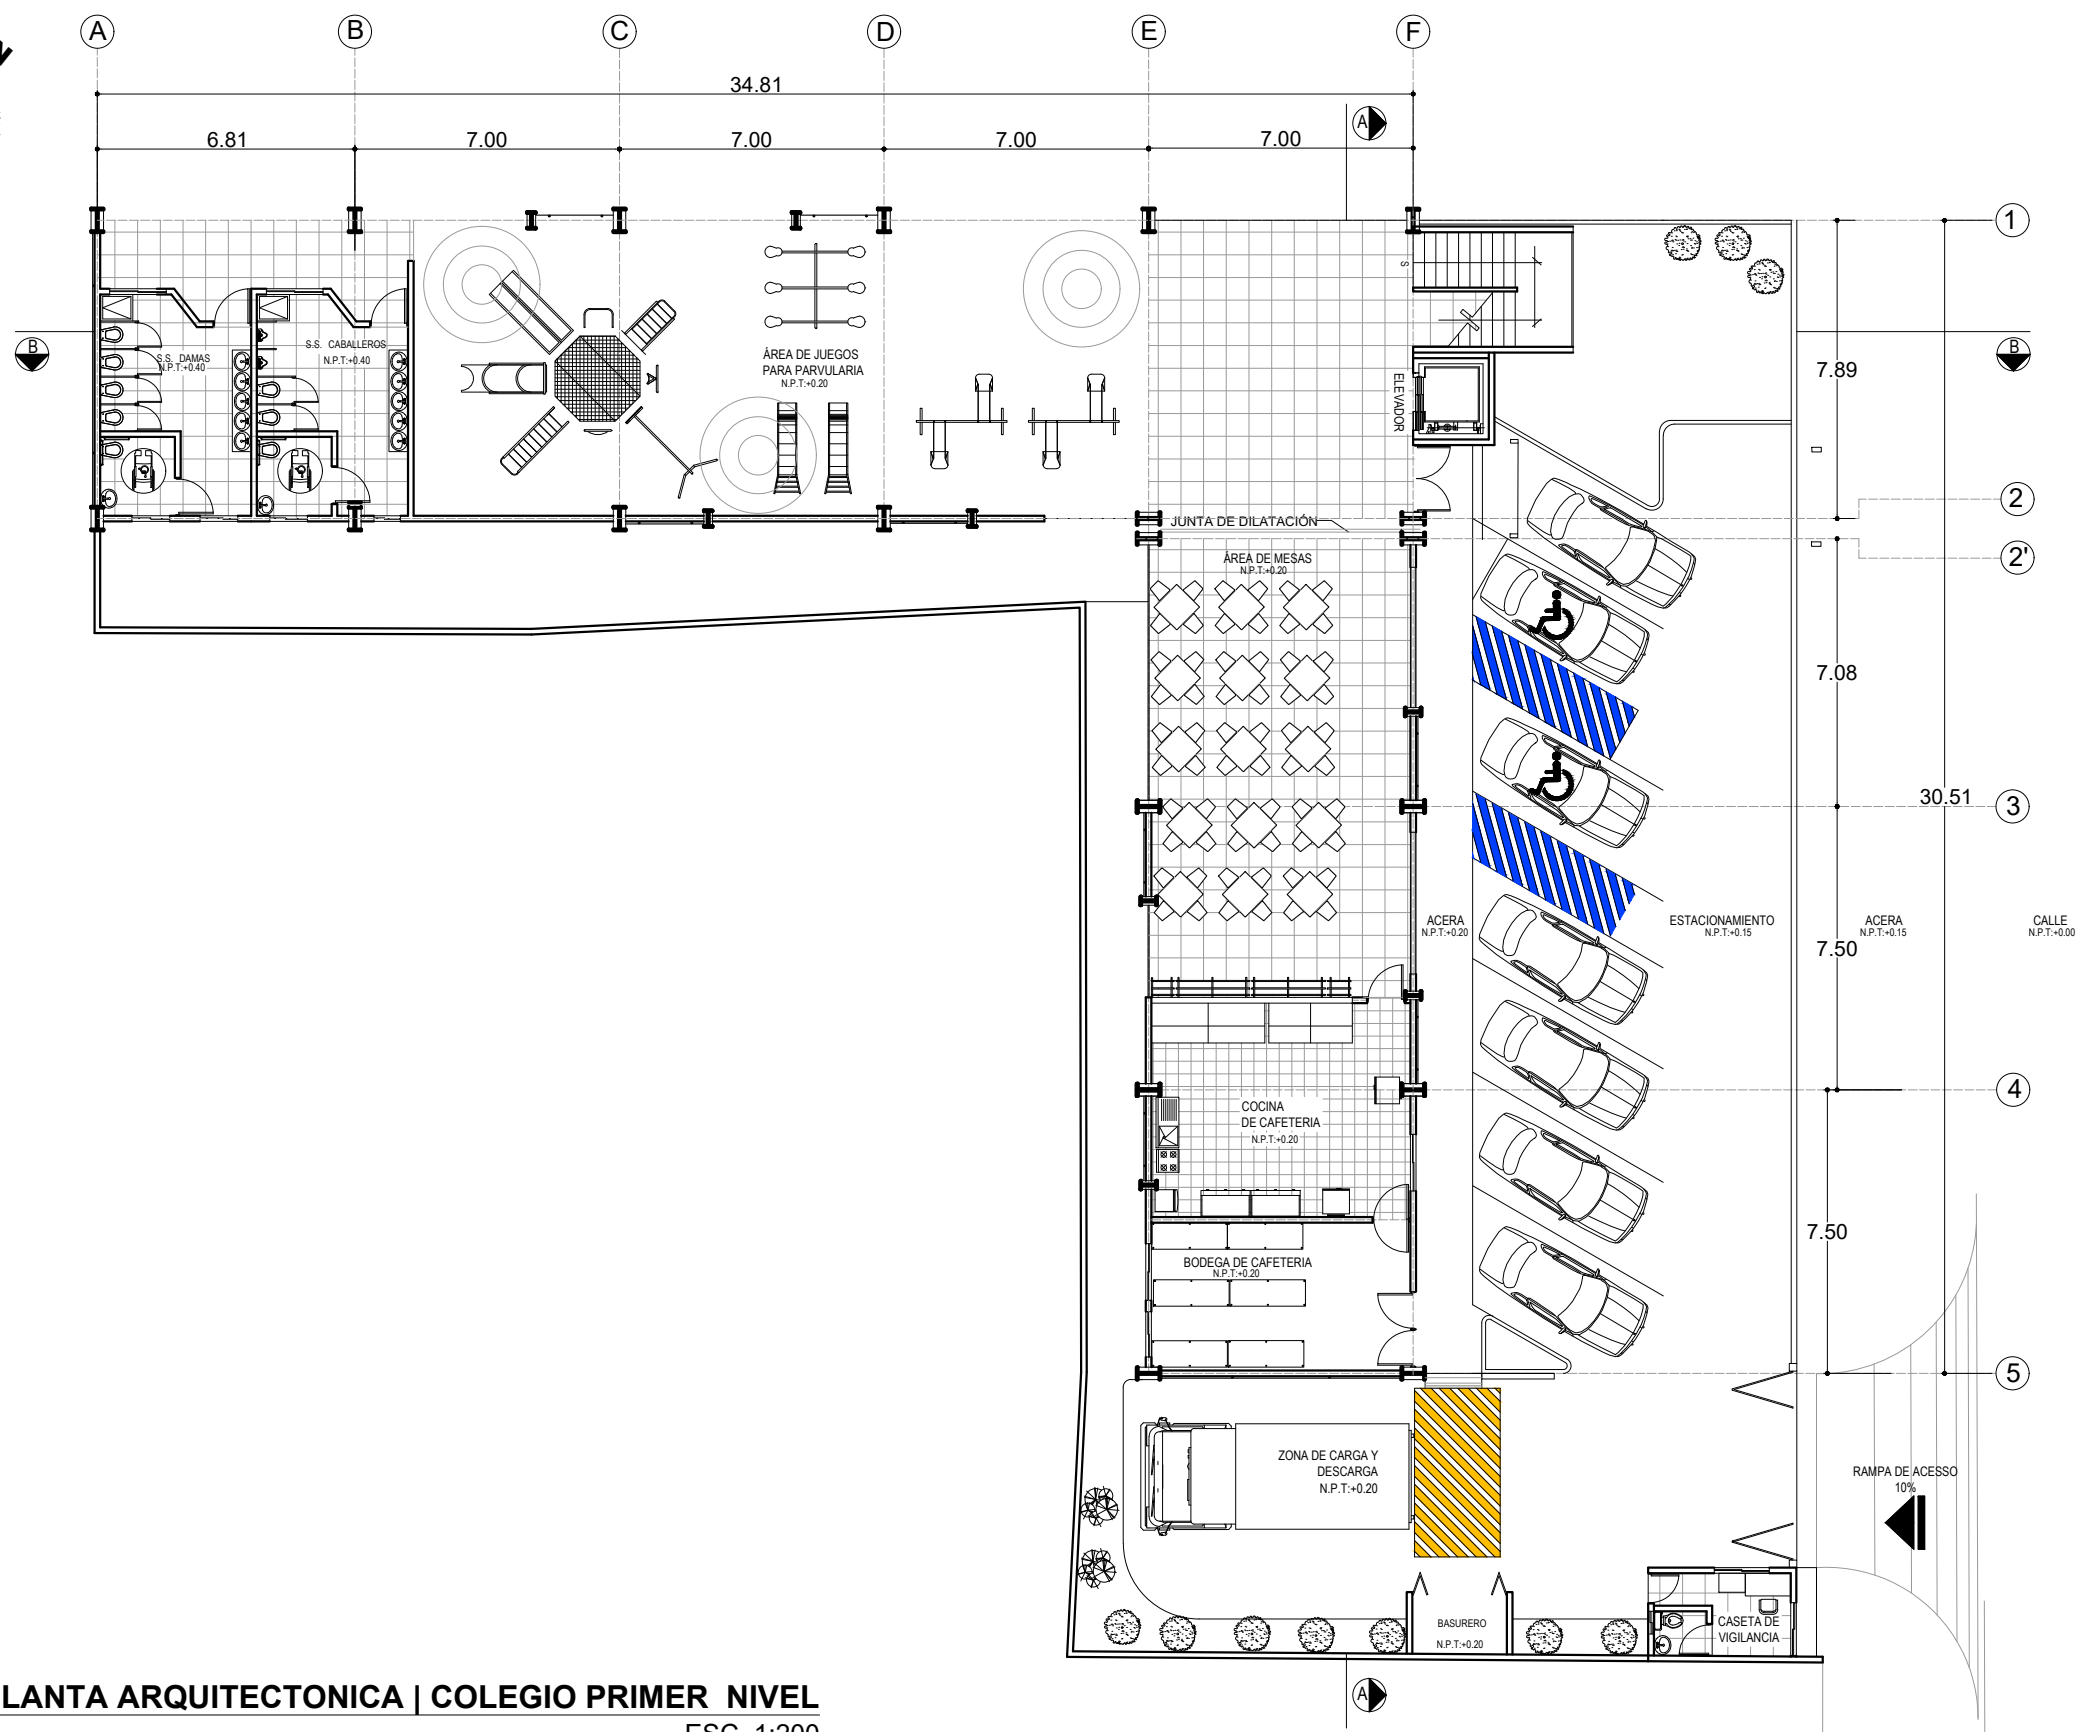 A B C D E F
34.81
6.81 7.00 7.00 7.00 7.00
A
1
S
B
S.S. DAMAS
N.P.T:+0.40
S.S. CABALLEROS
N.P.T:+0.40
ÁREA DE JUEGOS
PARA PARVULARIA
N.P.T:+0.20
ELEVADOR
7.89
B
2
JUNTA DE DILATACIÓN
2'
ÁREA DE MESAS
N.P.T:+0.20
7.08
30.51
3
ACERA
N.P.T:+0.20
ESTACIONAMIENTO
N.P.T:+0.15
ACERA
N.P.T:+0.15
CALLE
N.P.T:+0.00
7.50
4
COCINA
DE CAFETERIA
N.P.T:+0.20
7.50
BODEGA DE CAFETERIA
N.P.T:+0.20
5
ZONA DE CARGA Y
DESCARGA
N.P.T:+0.20
RAMPA DE ACESSO
10%
BASURERO
N.P.T:+0.20
CASETA DE
VIGILANCIA
A
LANTA ARQUITECTONICA | COLEGIO PRIMER NIVEL
ESC. 1:200